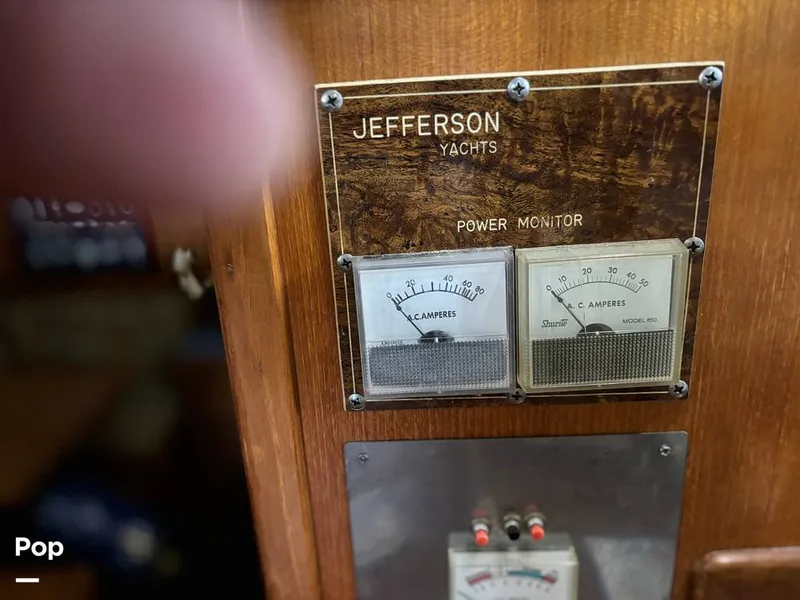 JEFFERSON
YACHTS
POWER MONITOR
0 20 40 60 80
A.C.AMPERES
0 10 20 30 40 50
A. C. AMPERES
Shurite MODEL 850
Pop